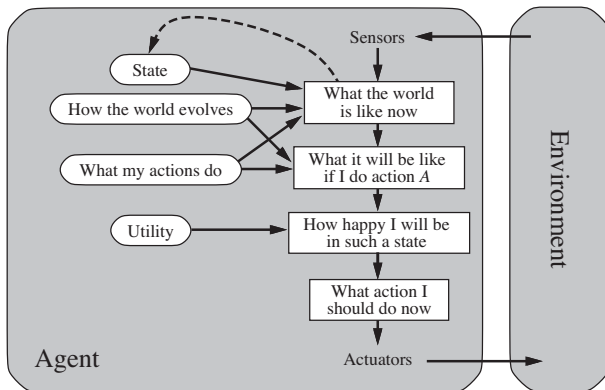 Sensors
State
What the world
is like now
How the world evolves
What it will be like
if I do action A
What my actions do
How happy I will be
in such a state
Utility
What action I
should do now
Agent
Actuators
Environment